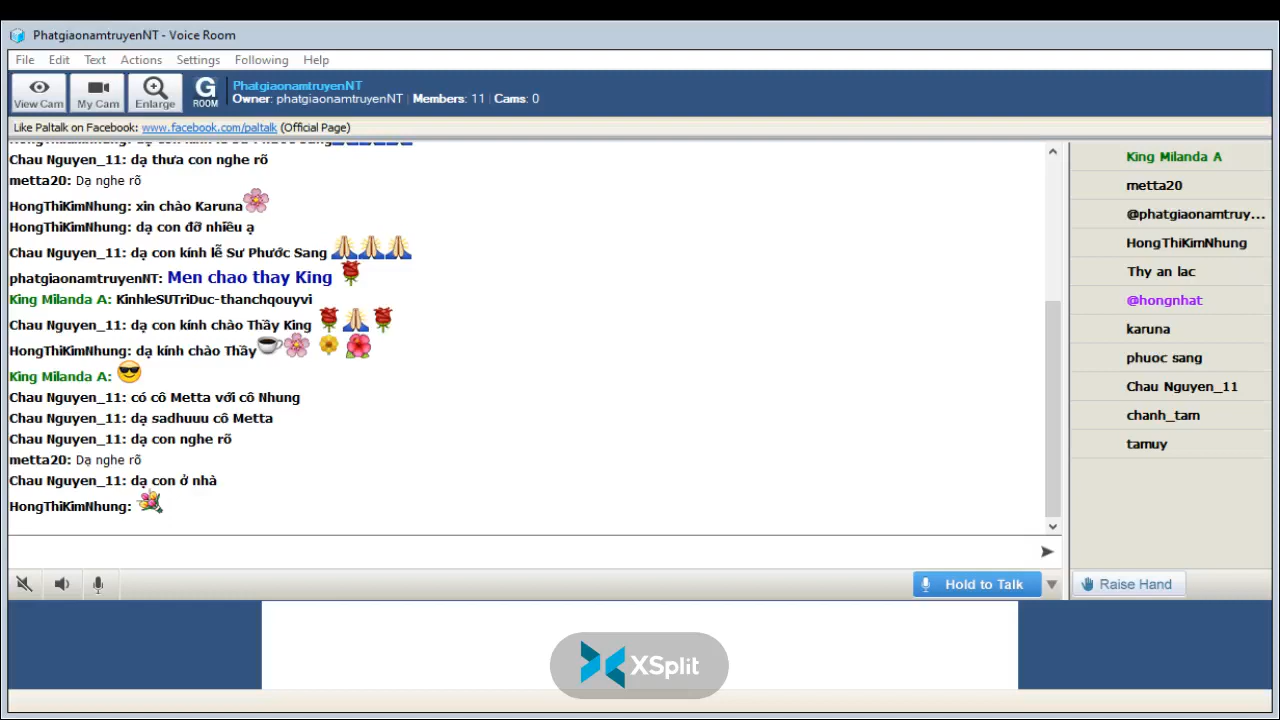 PhatgiaonamtruyenNT - Voice Room
File Edit Text Actions Settings Following Help
View Cam My Cam Enlarge G ROOM
PhatgiaonamtruyenNT
Owner: phatgiaonamtruyenNT Members: 11 Cams: 0
Like Paltalk on Facebook: www.facebook.com/paltalk (Official Page)
Chau Nguyen_11: dạ thưa con nghe rõ
metta20: Dạ nghe rõ
HongThiKimNhung: xin chào Karuna
HongThiKimNhung: dạ con đỡ nhiều ạ
Chau Nguyen_11: dạ con kính lễ Sư Phước Sang
phatgiaonamtruyenNT: Men chao thay King
King Milanda A: KinhleSUTriDuc-thanchqouyvi
Chau Nguyen_11: dạ con kính chào Thầy King
HongThiKimNhung: dạ kính chào Thầy
King Milanda A:
Chau Nguyen_11: có cô Metta với cô Nhung
Chau Nguyen_11: dạ sadhuuu cô Metta
Chau Nguyen_11: dạ con nghe rõ
metta20: Dạ nghe rõ
Chau Nguyen_11: dạ con ở nhà
HongThiKimNhung:
King Milanda A
metta20
@phatgiaonamtruy...
HongThiKimNhung
Thy an lac
@hongnhat
karuna
phuoc sang
Chau Nguyen_11
chanh_tam
tamuy
Hold to Talk
Raise Hand
XSplit